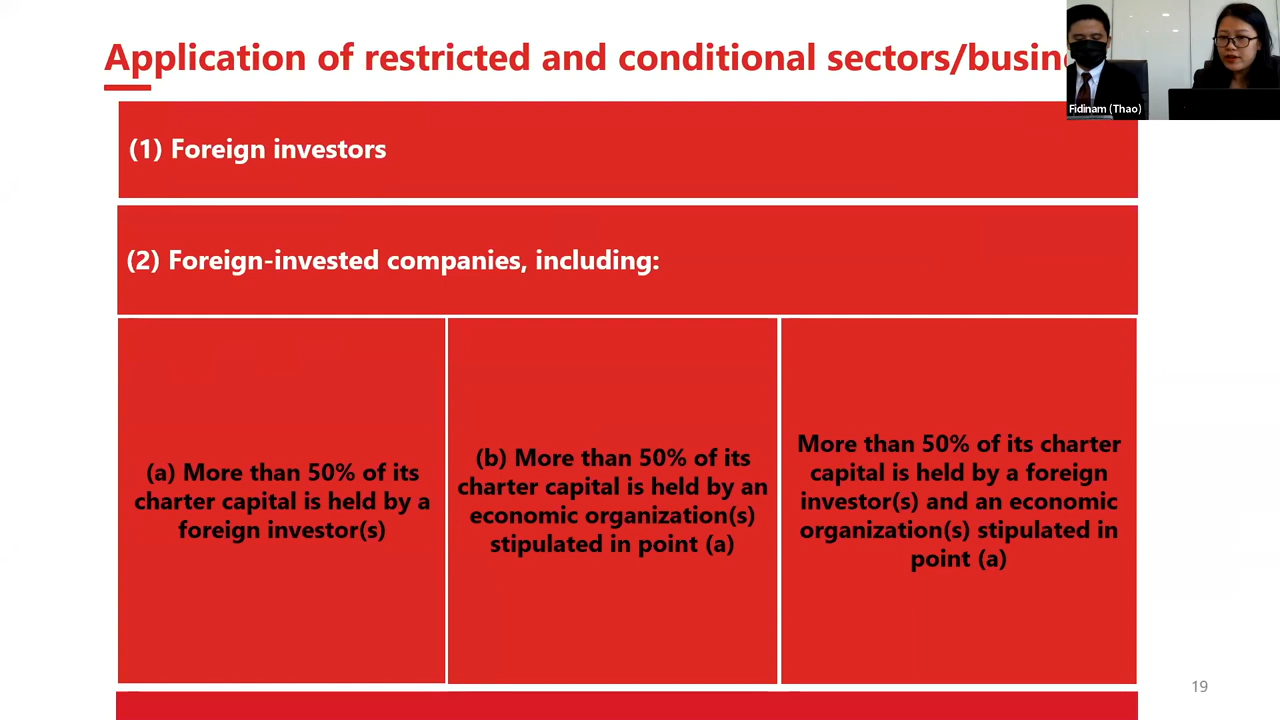 Application of restricted and conditional sectors/busin
Fidinam (Thao)
(1) Foreign investors
(2) Foreign-invested companies, including:
(a) More than 50% of its
charter capital is held by a
foreign investor(s)
(b) More than 50% of its
charter capital is held by an
economic organization(s)
stipulated in point (a)
More than 50% of its charter
capital is held by a foreign
investor(s) and an economic
organization(s) stipulated in
point (a)
19